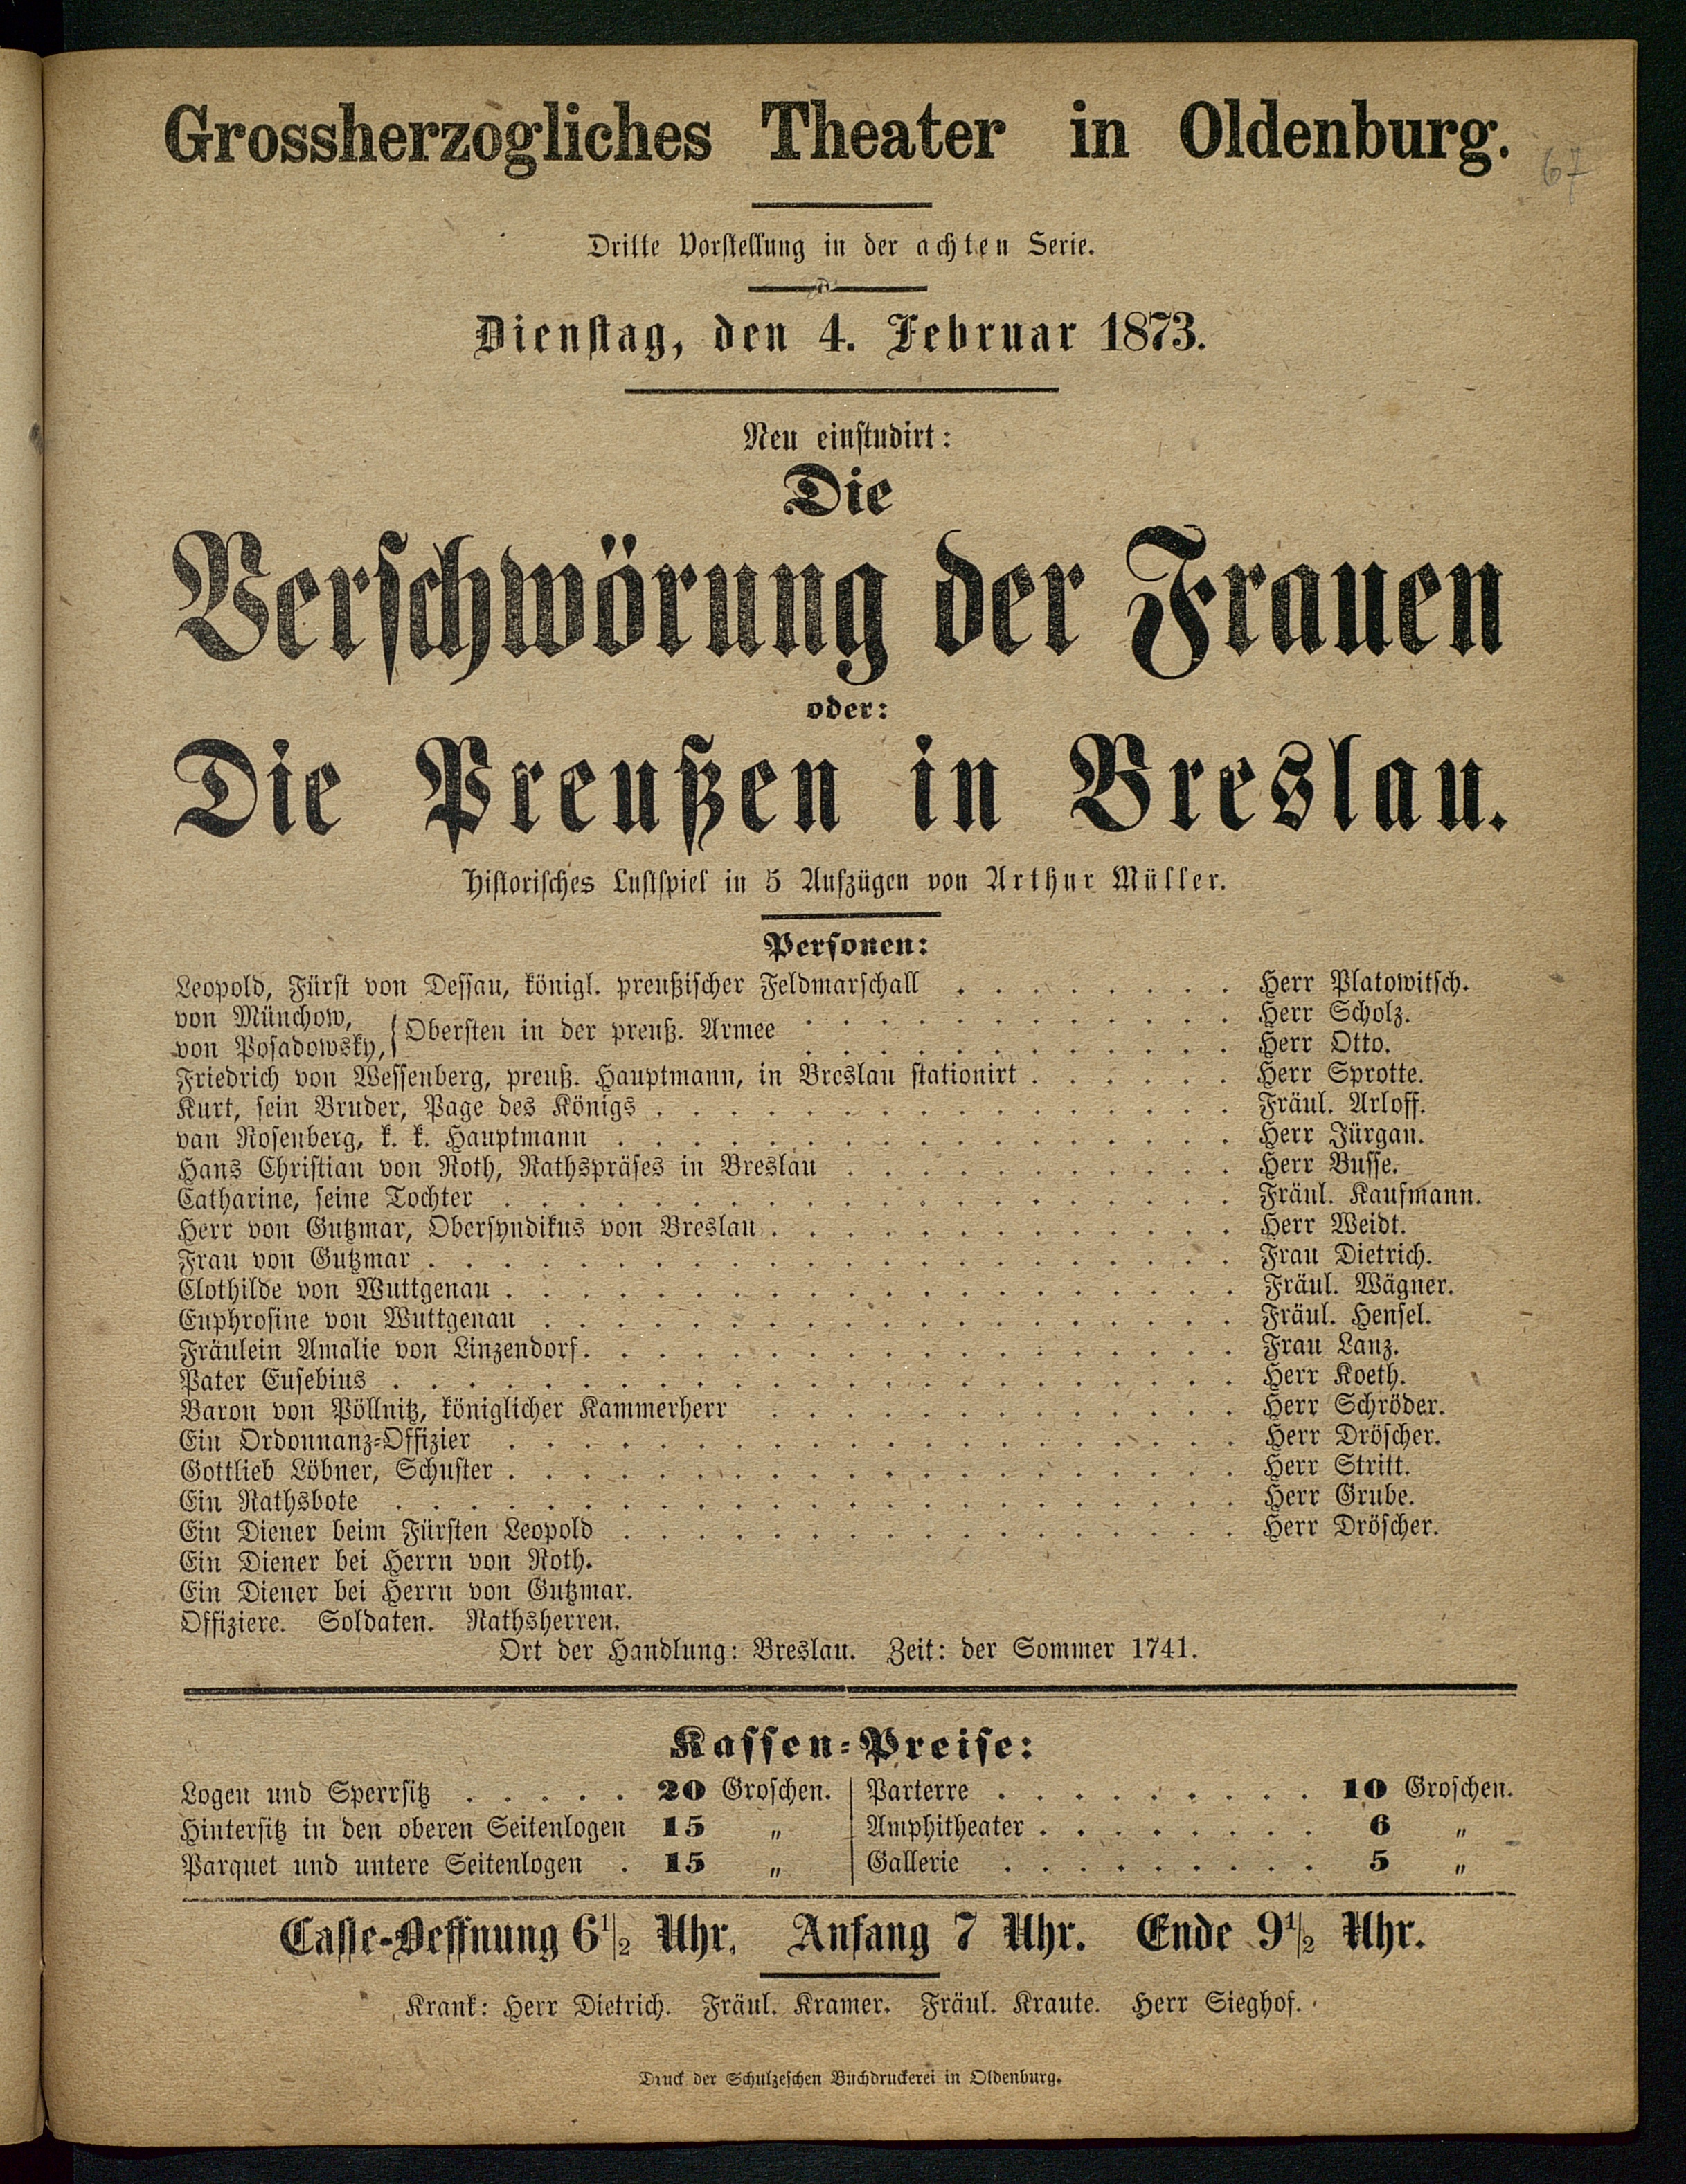 Grossherzogliches Theater in Oldenburg.
67
Dritte Vorstellung in der achten Serie.
Dienstag, den 4. Februar 1873.
Neu einstudirt:
Die
Verschwörung der Frauen
oder:
Die Preußen in Breslau.
Historisches Lustspiel in 5 Aufzügen von Arthur Müller.
Personen:
Leopold, Fürst von Dessau, königl. preußischer Feldmarschall . . . . . . . . Herr Platowitsch.
von Münchow, . . . . . . . . . . . . Herr Scholz.
Obersten in der preuß. Armee
von Posadowsky, . . . . . . . . . . . . Herr Otto.
Friedrich von Wessenberg, preuß. Hauptmann, in Breslau stationirt . . . . . . Herr Sprotte.
Kurt, sein Bruder, Page des Königs . . . . . . . . . . . . . . . . Fräul. Arloff.
van Rosenberg, k. k. Hauptmann . . . . . . . . . . . . . . . . . Herr Jürgan.
Hans Christian von Roth, Rathspräses in Breslau . . . . . . . . . . . Herr Busse.
Catharine, seine Tochter . . . . . . . . . . . . . . . . . . . . Fräul. Kaufmann.
Herr von Gutzmar, Obersyndikus von Breslau . . . . . . . . . . . . . Herr Weidt.
Frau von Gutzmar . . . . . . . . . . . . . . . . . . . . . . Frau Dietrich.
Clothilde von Wuttgenau . . . . . . . . . . . . . . . . . . . . Fräul. Wägner.
Euphrosine von Wuttgenau . . . . . . . . . . . . . . . . . . . Fräul. Hensel.
Fräulein Amalie von Linzendorf . . . . . . . . . . . . . . . . . . Frau Lanz.
Pater Eusebius . . . . . . . . . . . . . . . . . . . . . . . Herr Koeth.
Baron von Pöllnitz, königlicher Kammerherr . . . . . . . . . . . . . Herr Schröder.
Ein Ordonnanz-Offizier . . . . . . . . . . . . . . . . . . . . Herr Dröscher.
Gottlieb Löbner, Schuster . . . . . . . . . . . . . . . . . . . . Herr Stritt.
Ein Rathsbote . . . . . . . . . . . . . . . . . . . . . . . Herr Grube.
Ein Diener beim Fürsten Leopold . . . . . . . . . . . . . . . . . Herr Dröscher.
Ein Diener bei Herrn von Roth.
Ein Diener bei Herrn von Gutzmar.
Offiziere. Soldaten. Rathsherren.
Ort der Handlung: Breslau. Zeit: der Sommer 1741.
Kassen-Preise:
Logen und Sperrsitz . . . . . 20 Groschen.
Hintersitz in den oberen Seitenlogen 15 „
Parquet und untere Seitenlogen . 15 „
Parterre . . . . . . . . . 10 Groschen.
Amphitheater . . . . . . . . 6 „
Gallerie . . . . . . . . . 5 „
Casse-Oeffnung 6 1/2 Uhr. Anfang 7 Uhr. Ende 9 1/2 Uhr.
Krank: Herr Dietrich. Fräul. Kramer. Fräul. Kraute. Herr Sieghof.
Druck der Schulzeschen Buchdruckerei in Oldenburg.